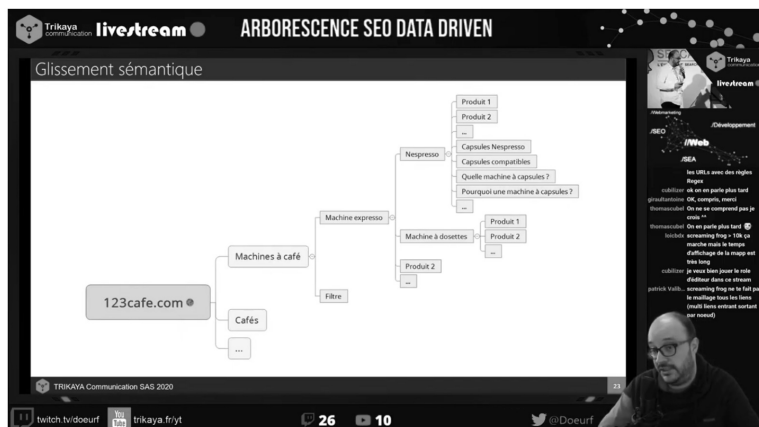 Trikaya
communication
livestream
ARBORESCENCE SEO DATA DRIVEN
Glissement sémantique
123cafe.com
Machines à café
Cafés
...
Machine expresso
Filtre
Nespresso
Machine à dosettes
Produit 2
...
Produit 1
Produit 2
...
Capsules Nespresso
Capsules compatibles
Quelle machine à capsules ?
Pourquoi une machine à capsules ?
...
Produit 1
Produit 2
...
TRIKAYA Communication SAS 2020
23
Trikaya
communication
livestream
/Webmarketing
/Développement
/SEO
//Web
/SEA
les URLs avec des règles
Regex
cubilizer ok on en parle plus tard
giraultantoine OK, compris, merci
thomascubel On ne se comprend pas je
crois ^^
thomascubel On en parle plus tard
loicbdx screaming frog > 10k ça
marche mais le temps
d'affichage de la mapp est
très long
cubilizer je veux bien jouer le role
d'éditeur dans ce stream
patrick Valib... screaming frog ne te fait pa
le maillage tous les liens
(multi liens entrant sortant
par noeud)
twitch.tv/doeurf
You
Tube
trikaya.fr/yt
26
10
@Doeurf